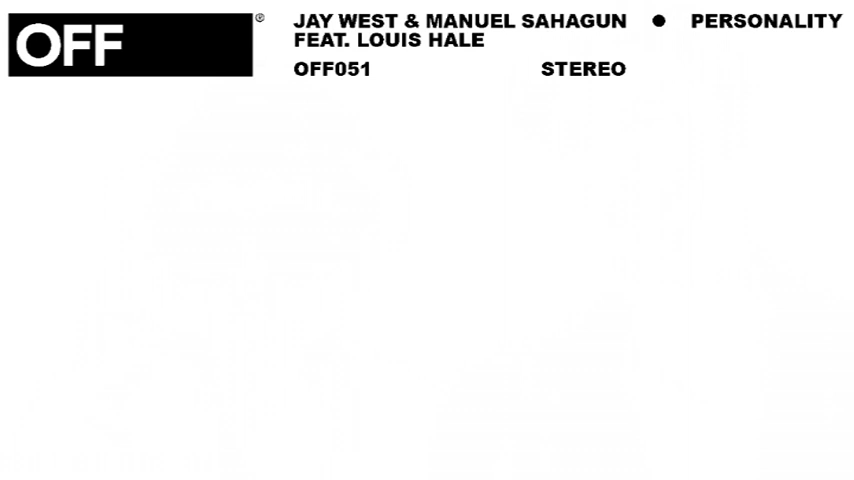 OFF®
JAY WEST & MANUEL SAHAGUN ● PERSONALITY
FEAT. LOUIS HALE
OFF051 STEREO